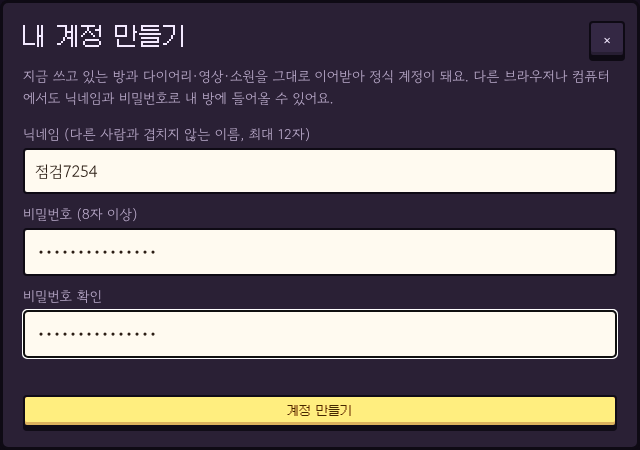 내 계정 만들기
×
지금 쓰고 있는 방과 다이어리·영상·소원을 그대로 이어받아 정식 계정이 돼요. 다른 브라우저나 컴퓨터
에서도 닉네임과 비밀번호로 내 방에 들어올 수 있어요.
닉네임 (다른 사람과 겹치지 않는 이름, 최대 12자)
점검7254
비밀번호 (8자 이상)
•••••••••••••••
비밀번호 확인
•••••••••••••••
계정 만들기